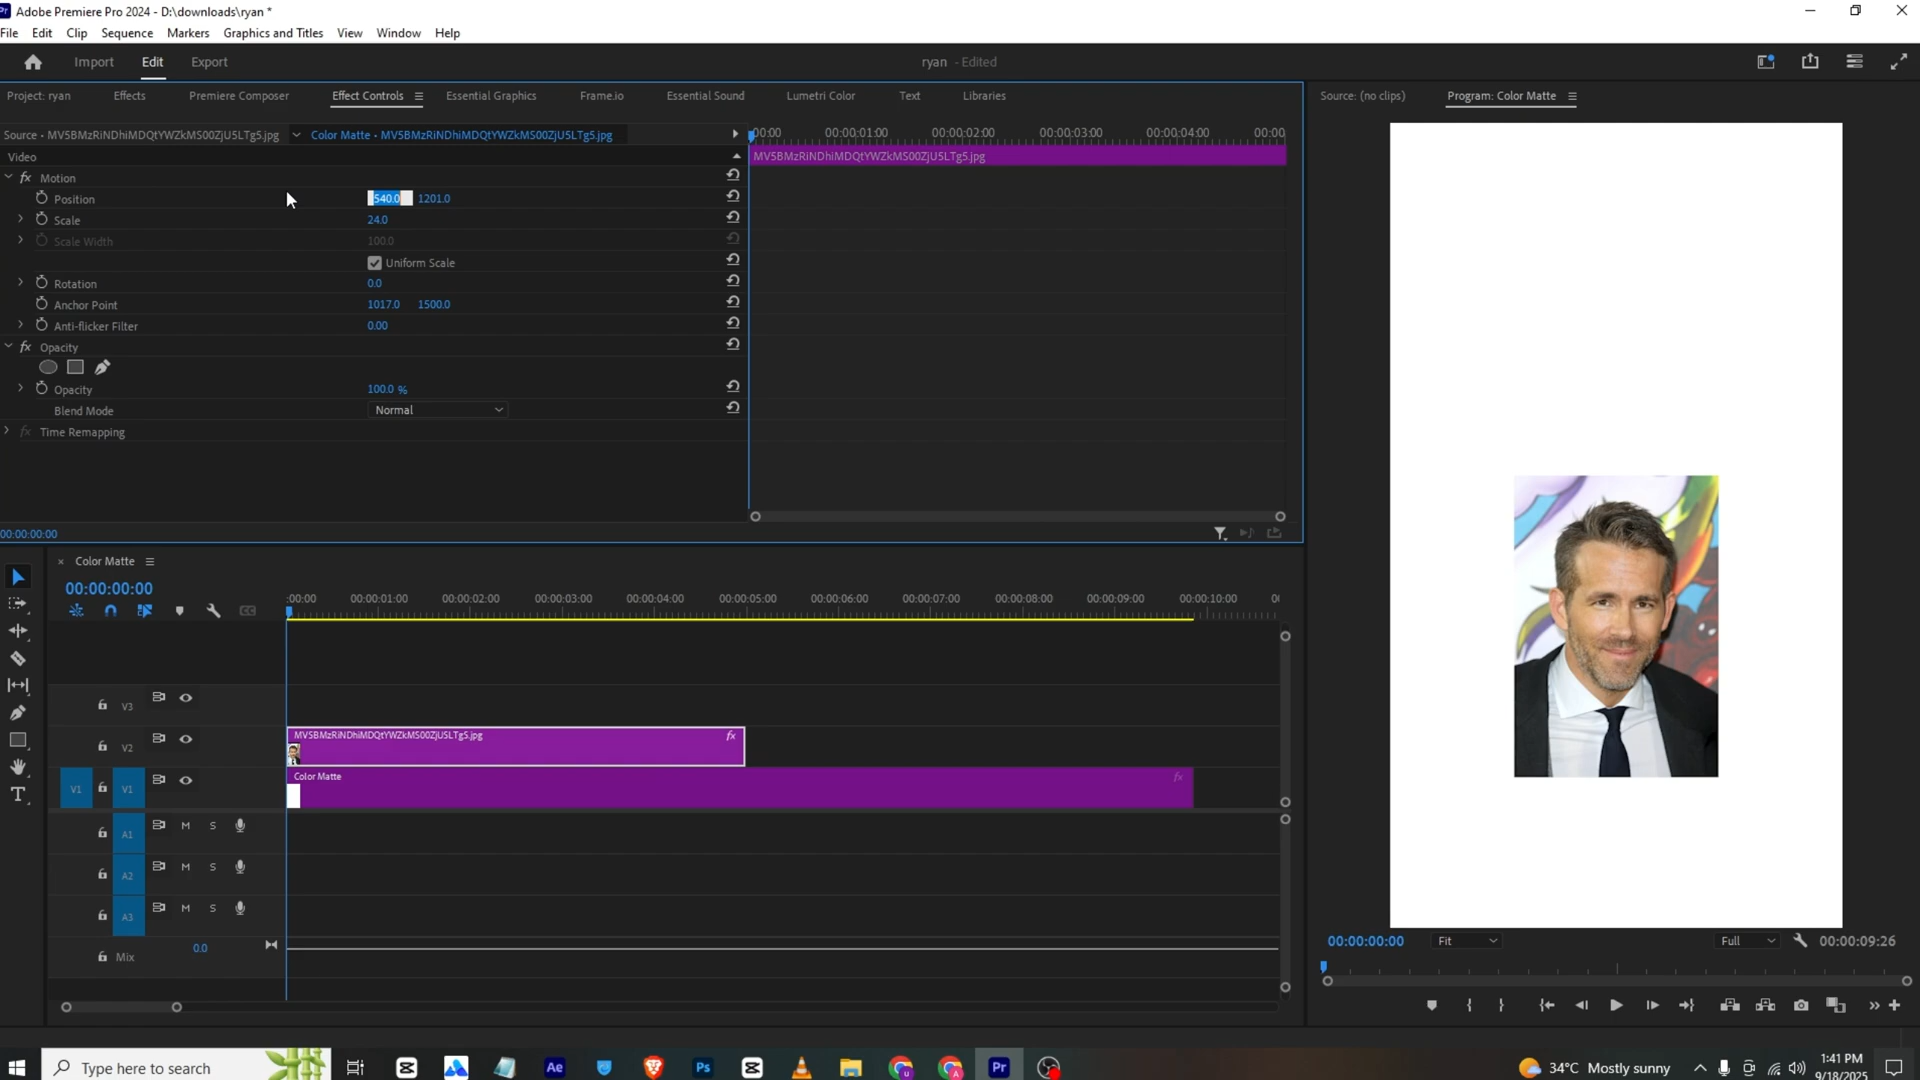 Pr Adobe Premiere Pro 2024 - D:\downloads\ryan *
File Edit Clip Sequence Markers Graphics and Titles View Window Help
Import Edit Export
ryan - Edited
Project: ryan Effects Premiere Composer Effect Controls Essential Graphics Frame.io Essential Sound Lumetri Color Text Libraries
Source: (no clips) Program: Color Matte
Source • MV5BMzRiNDhiMDQtYWZkMS00ZjU5LTg5.jpg Color Matte • MV5BMzRiNDhiMDQtYWZkMS00ZjU5LTg5.jpg
:00:00 00:00:01:00 00:00:02:00 00:00:03:00 00:00:04:00 00:00
Video
MV5BMzRiNDhiMDQtYWZkMS00ZjU5LTg5.jpg
fx Motion
Position 540.0 1201.0
Scale 24.0
Scale Width 100.0
Uniform Scale
Rotation 0.0
Anchor Point 1017.0 1500.0
Anti-flicker Filter 0.00
fx Opacity
Opacity 100.0 %
Blend Mode Normal
fx Time Remapping
00:00:00:00
Color Matte
00:00:00:00
:00:00 00:00:01:00 00:00:02:00 00:00:03:00 00:00:04:00 00:00:05:00 00:00:06:00 00:00:07:00 00:00:08:00 00:00:09:00 00:00:10:00 00
CC
V3
MV5BMzRiNDhiMDQtYWZkMS00ZjU5LTg5.jpg fx
V2
Color Matte fx
V1 V1
A1 M S
A2 M S
A3 M S
Mix 0.0
00:00:00:00 Fit Full 00:00:09:26
Type here to search
Ae Ps Pr
34°C Mostly sunny
1:41 PM
9/18/2025